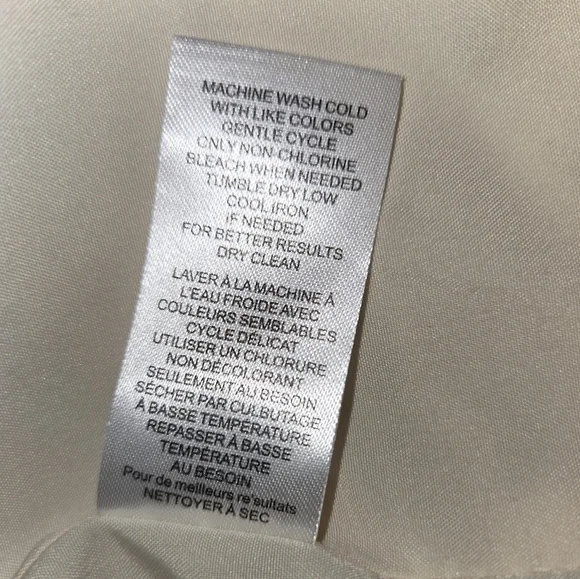 MACHINE WASH COLD
WITH LIKE COLORS
GENTLE CYCLE
ONLY NON-CHLORINE
BLEACH WHEN NEEDED
TUMBLE DRY LOW
COOL IRON
IF NEEDED
FOR BETTER RESULTS
DRY CLEAN
LAVER À LA MACHINE À
L'EAU FROIDE AVEC
COULEURS SEMBLABLES
CYCLE DÉLICAT
UTILISER UN CHLORURE
NON DÉCOLORANT
SEULEMENT AU BESOIN
SÉCHER PAR CULBUTAGE
À BASSE TEMPÉRATURE
REPASSER À BASSE
TEMPÉRATURE
AU BESOIN
Pour de meilleurs re'sultats
NETTOYER À SEC